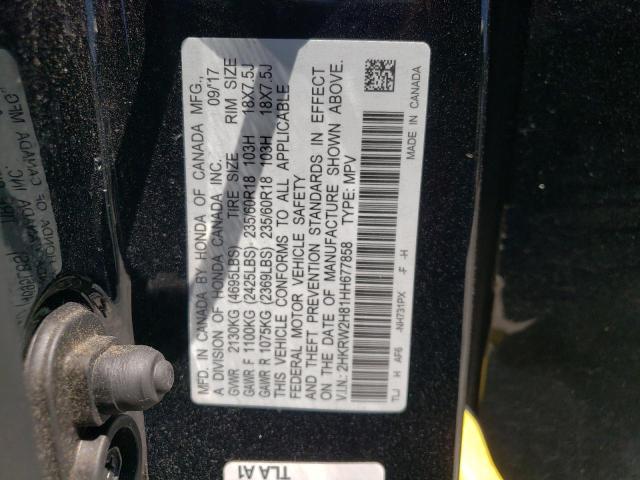 MFD. IN CANADA BY HONDA OF CANADA MFG.,
A DIVISION OF HONDA CANADA INC. 09/17
GVWR 2130KG (4695LBS) TIRE SIZE RIM SIZE
GAWR F 1100KG (2425LBS) 235/60R18 103H 18X7.5J
GAWR R 1075KG (2369LBS) 235/60R18 103H 18X7.5J
THIS VEHICLE CONFORMS TO ALL APPLICABLE
FEDERAL MOTOR VEHICLE SAFETY
AND THEFT PREVENTION STANDARDS IN EFFECT
ON THE DATE OF MANUFACTURE SHOWN ABOVE.
V.I.N.: 2HKRW2H81HH677858 TYPE: MPV
TLJ H AF6 -NH731PX -F -H MADE IN CANADA
TLA A1